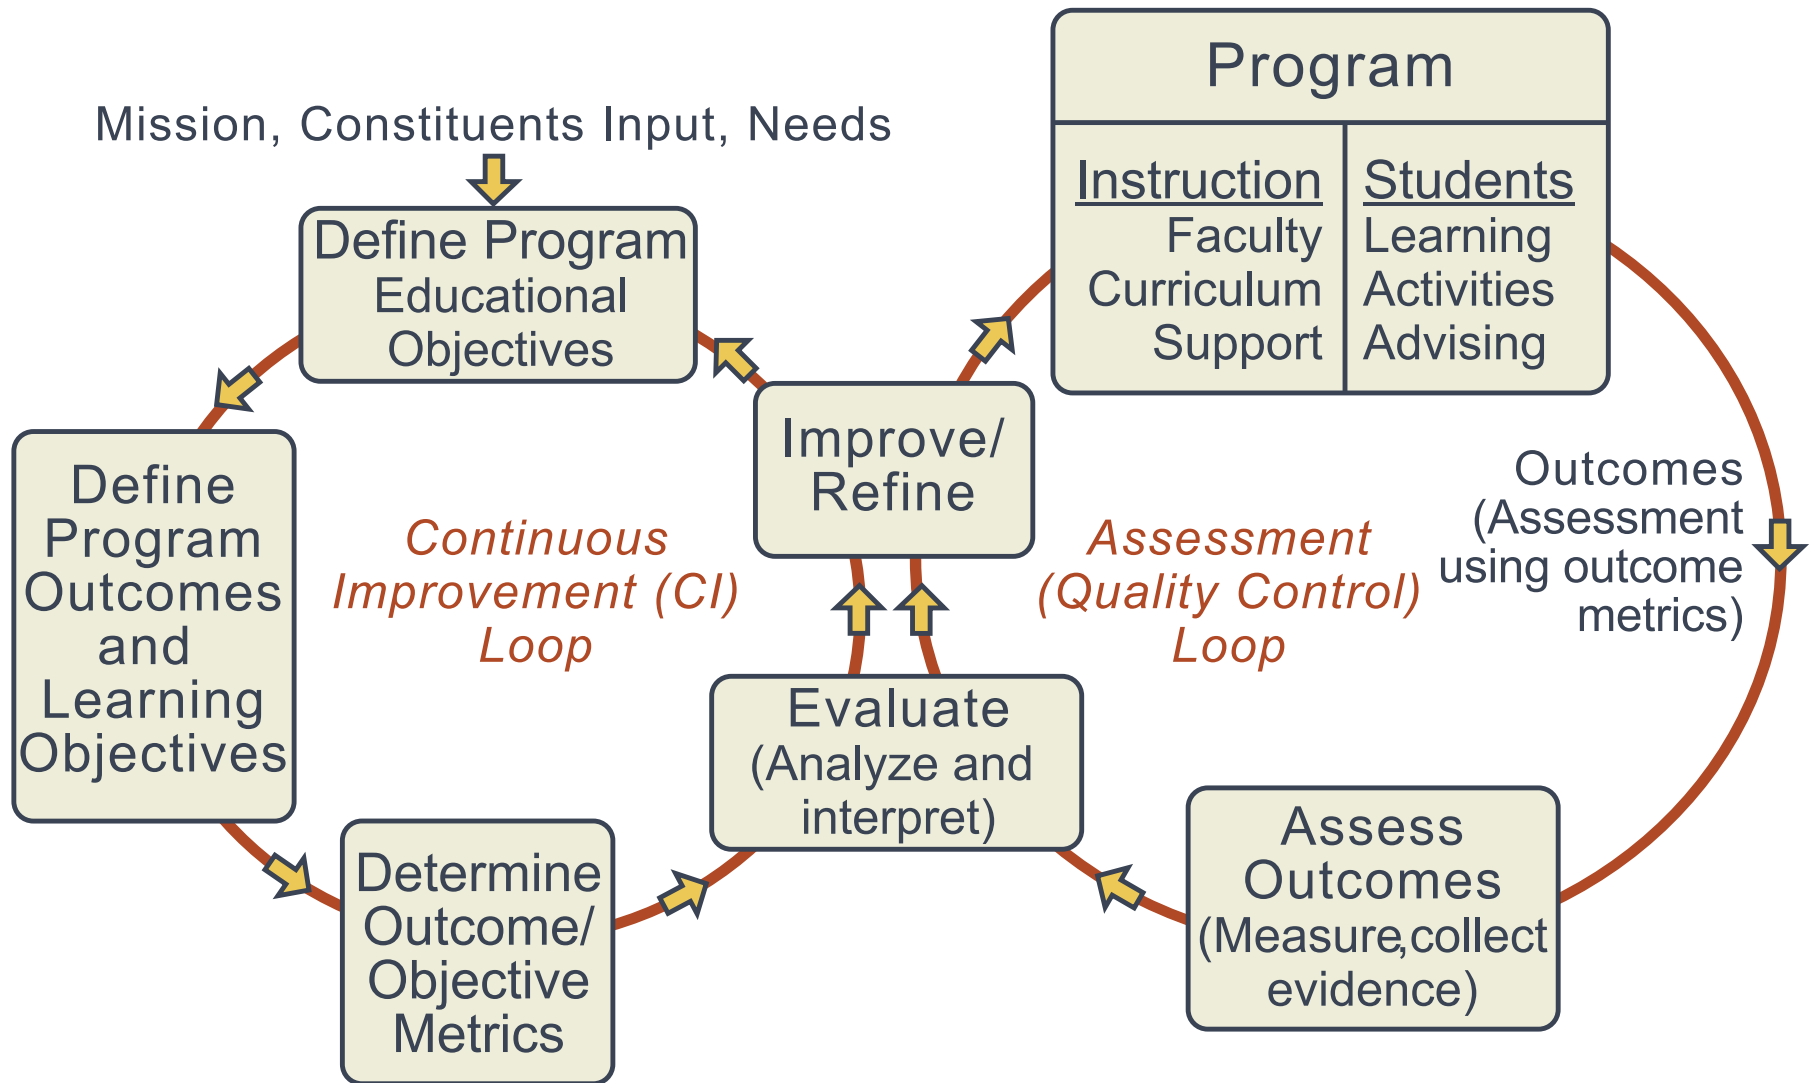 Mission, Constituents Input, Needs
Define Program
Educational
Objectives
Program
Instruction
Faculty
Curriculum
Support
Students
Learning
Activities
Advising
Improve/
Refine
Define
Program
Outcomes
and
Learning
Objectives
Continuous
Improvement (CI)
Loop
Assessment
(Quality Control)
Loop
Outcomes
(Assessment
using outcome
metrics)
Evaluate
(Analyze and
interpret)
Determine
Outcome/
Objective
Metrics
Assess
Outcomes
(Measure,collect
evidence)